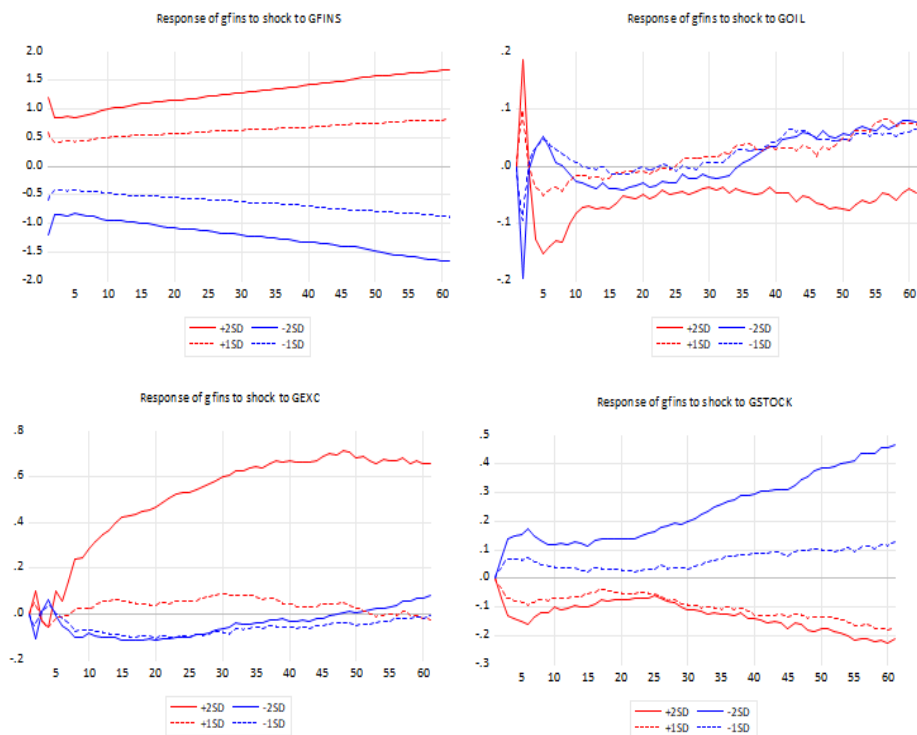 Response of gfins to shock to GFINS
2.0
1.5
1.0
0.5
0.0
-0.5
-1.0
-1.5
-2.0
5 10 15 20 25 30 35 40 45 50 55 60
+2SD -2SD
+1SD -1SD
Response of gfins to shock to GOIL
.2
.1
.0
-.1
-.2
5 10 15 20 25 30 35 40 45 50 55 60
+2SD -2SD
+1SD -1SD
Response of gfins to shock to GEXC
.8
.6
.4
.2
.0
-.2
5 10 15 20 25 30 35 40 45 50 55 60
+2SD -2SD
+1SD -1SD
Response of gfins to shock to GSTOCK
.5
.4
.3
.2
.1
.0
-.1
-.2
-.3
5 10 15 20 25 30 35 40 45 50 55 60
+2SD -2SD
+1SD -1SD